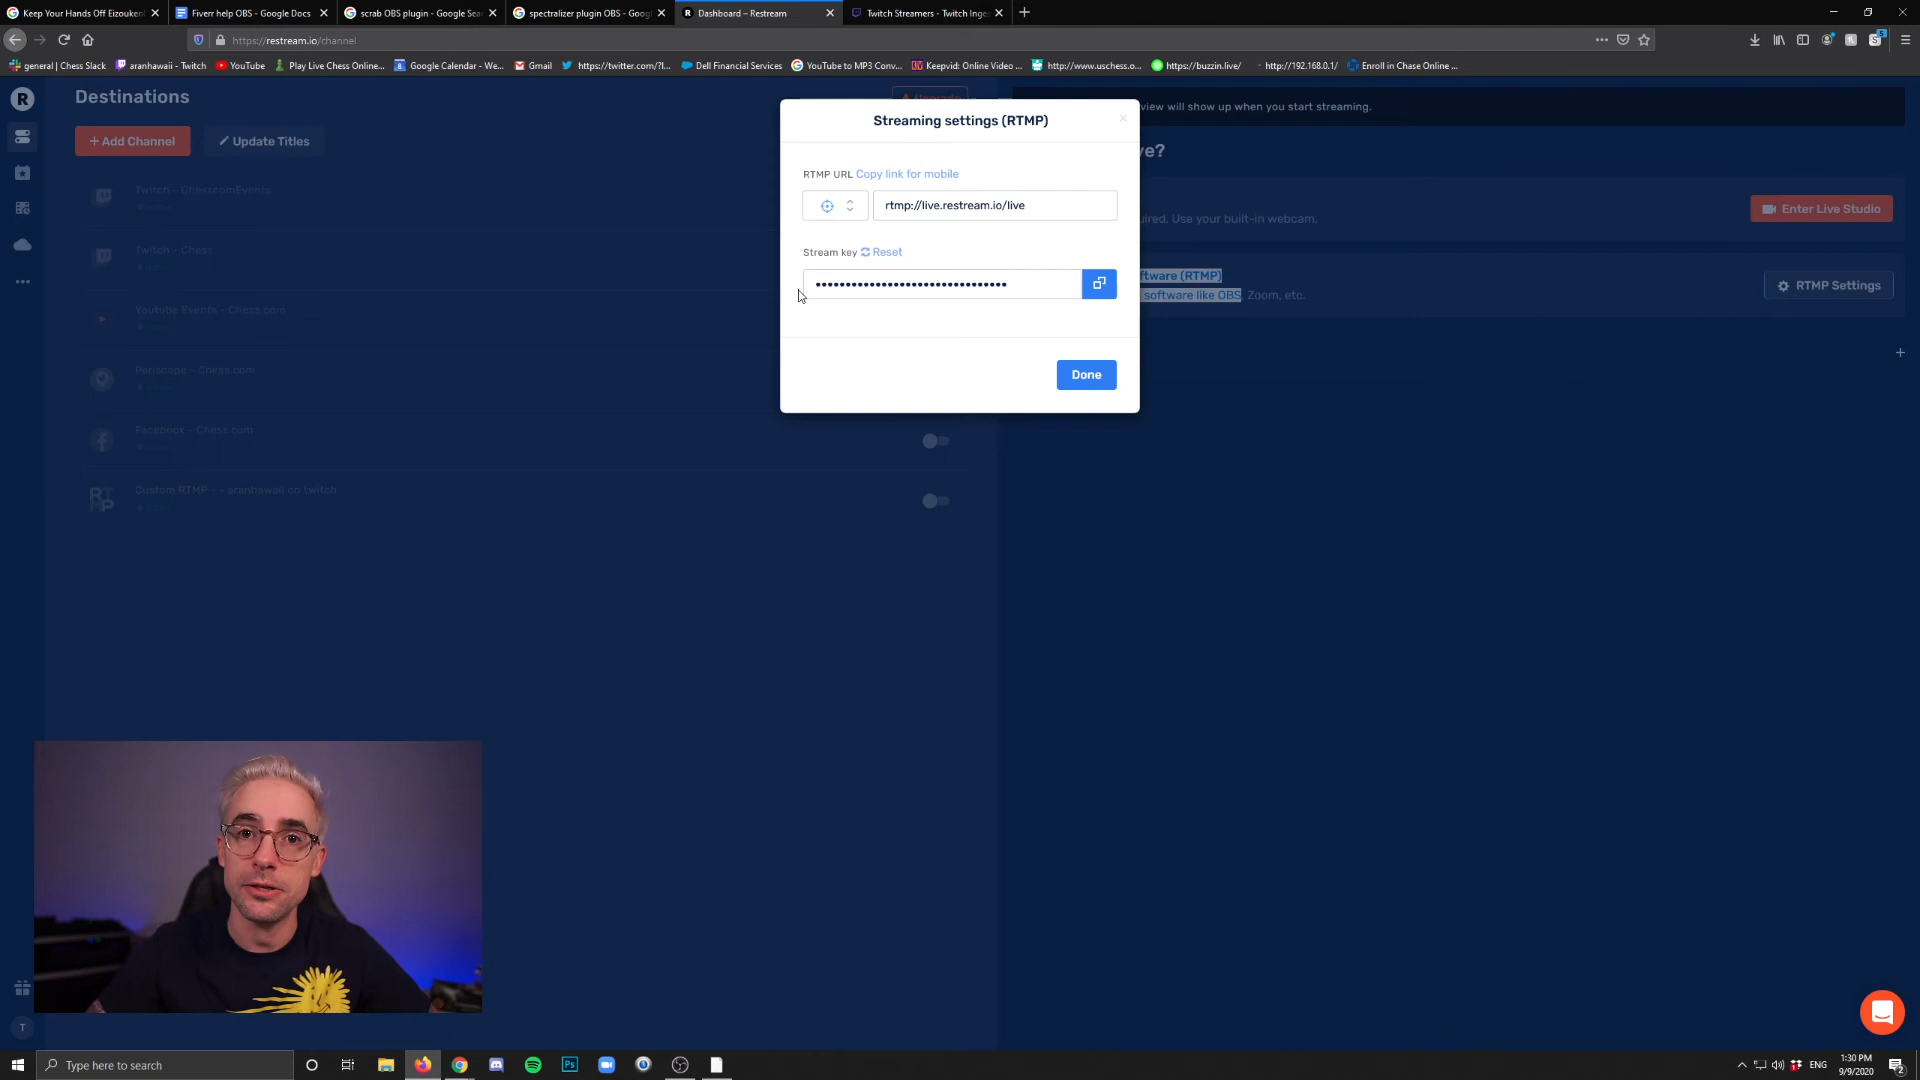 Keep Your Hands Off Eizouken!
Fiverr help OBS - Google Docs
scrab OBS plugin - Google Sea
spectralizer plugin OBS - Goog
R Dashboard – Restream
Twitch Streamers - Twitch Inge
https://restream.io/channel
general | Chess Slack
aranhawaii - Twitch
YouTube
Play Live Chess Online...
Google Calendar - We...
Gmail
https://twitter.com/?l...
Dell Financial Services
YouTube to MP3 Conv...
Keepvid: Online Video ...
http://www.uschess.o...
https://buzzin.live/
http://192.168.0.1/
Enroll in Chase Online ...
R
Destinations
Upgrade
+ Add Channel
Update Titles
Twitch - ChesscomEvents
Twitch - Chess
Youtube Events - Chess.com
Periscope - Chess.com
Facebook - Chess.com
RTMP
Custom RTMP - - aranhawaii on twitch
Streaming settings (RTMP)
RTMP URL Copy link for mobile
rtmp://live.restream.io/live
Stream key Reset
••••••••••••••••••••••••••••••••
Done
view will show up when you start streaming.
ve?
uired. Use your built-in webcam.
Enter Live Studio
ftware (RTMP)
software like OBS, Zoom, etc.
RTMP Settings
T
Type here to search
Ps
ENG
1:30 PM
9/9/2020
2